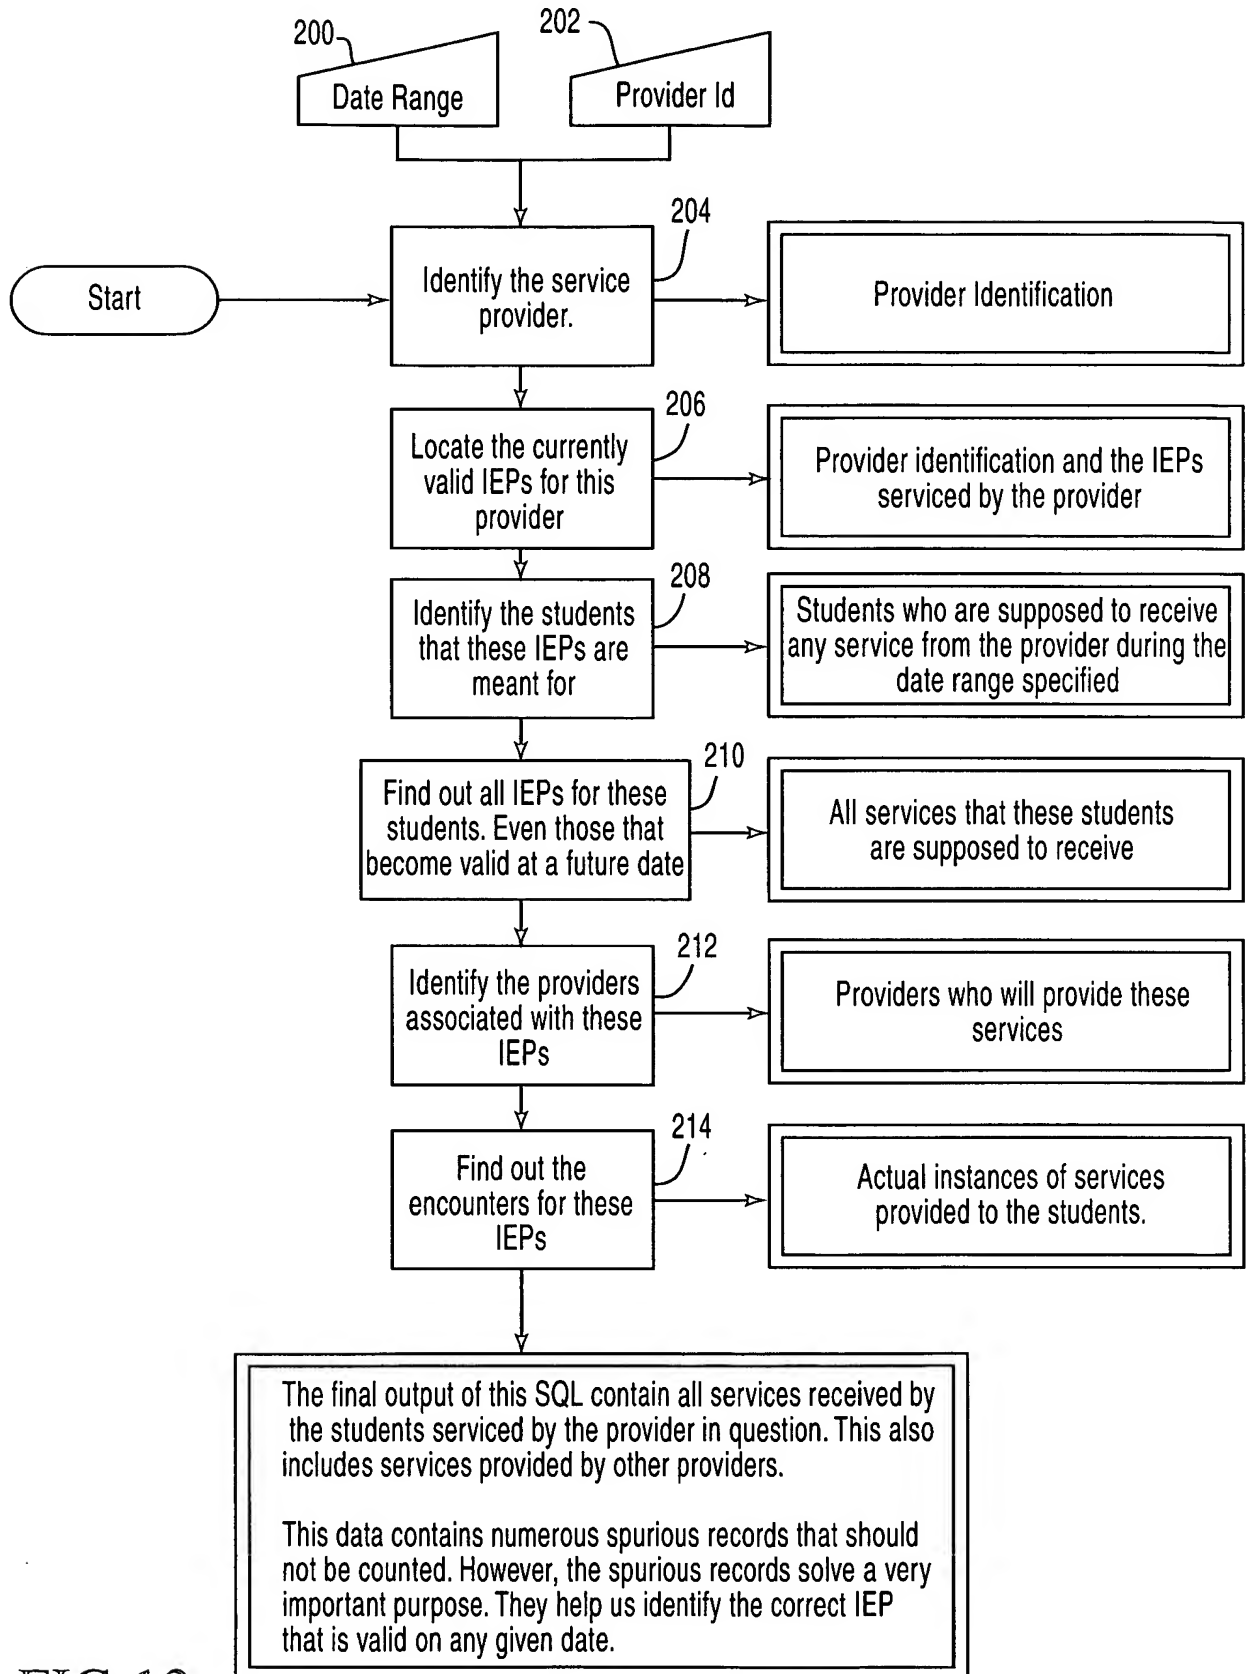 200
202
Date Range
Provider Id
204
Start
Identify the service
provider.
Provider Identification
206
Locate the currently
valid IEPs for this
provider
Provider identification and the IEPs
serviced by the provider
208
Identify the students
that these IEPs are
meant for
Students who are supposed to receive
any service from the provider during the
date range specified
210
Find out all IEPs for these
students. Even those that
become valid at a future date
All services that these students
are supposed to receive
212
Identify the providers
associated with these
IEPs
Providers who will provide these
services
214
Find out the
encounters for these
IEPs
Actual instances of services
provided to the students.
The final output of this SQL contain all services received by
the students serviced by the provider in question. This also
includes services provided by other providers.
This data contains numerous spurious records that should
not be counted. However, the spurious records solve a very
important purpose. They help us identify the correct IEP
that is valid on any given date.